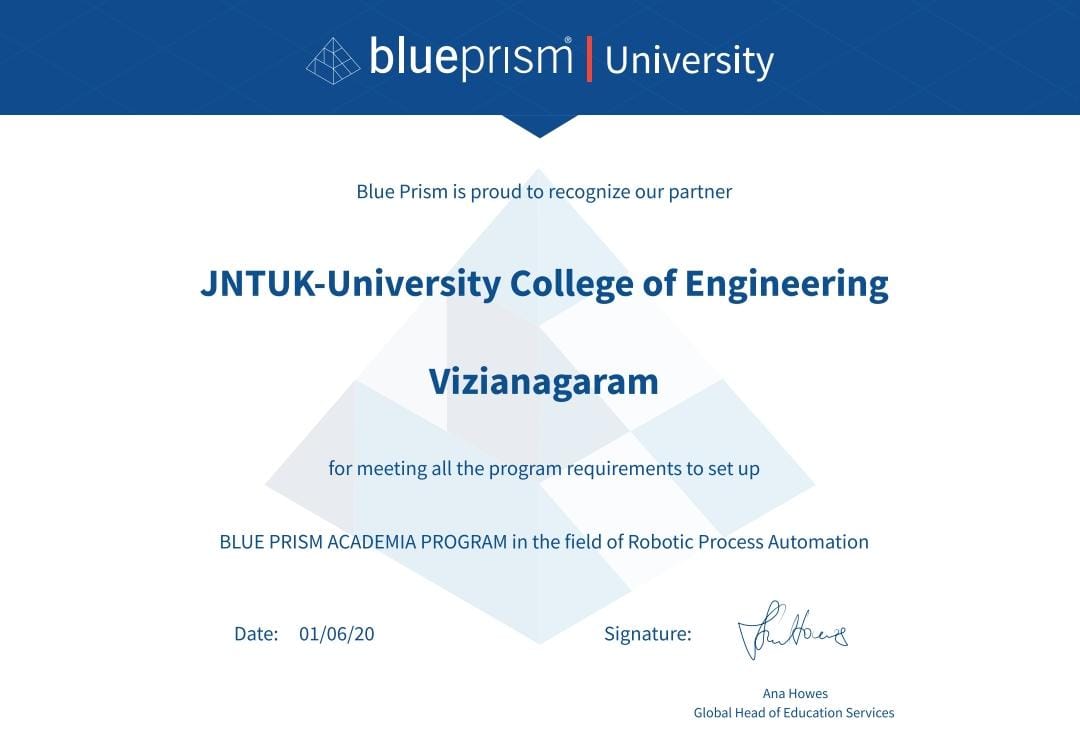 blueprism® | University
Blue Prism is proud to recognize our partner
JNTUK-University College of Engineering
Vizianagaram
for meeting all the program requirements to set up
BLUE PRISM ACADEMIA PROGRAM in the field of Robotic Process Automation
Date: 01/06/20 Signature: Ana Howes
Ana Howes
Global Head of Education Services